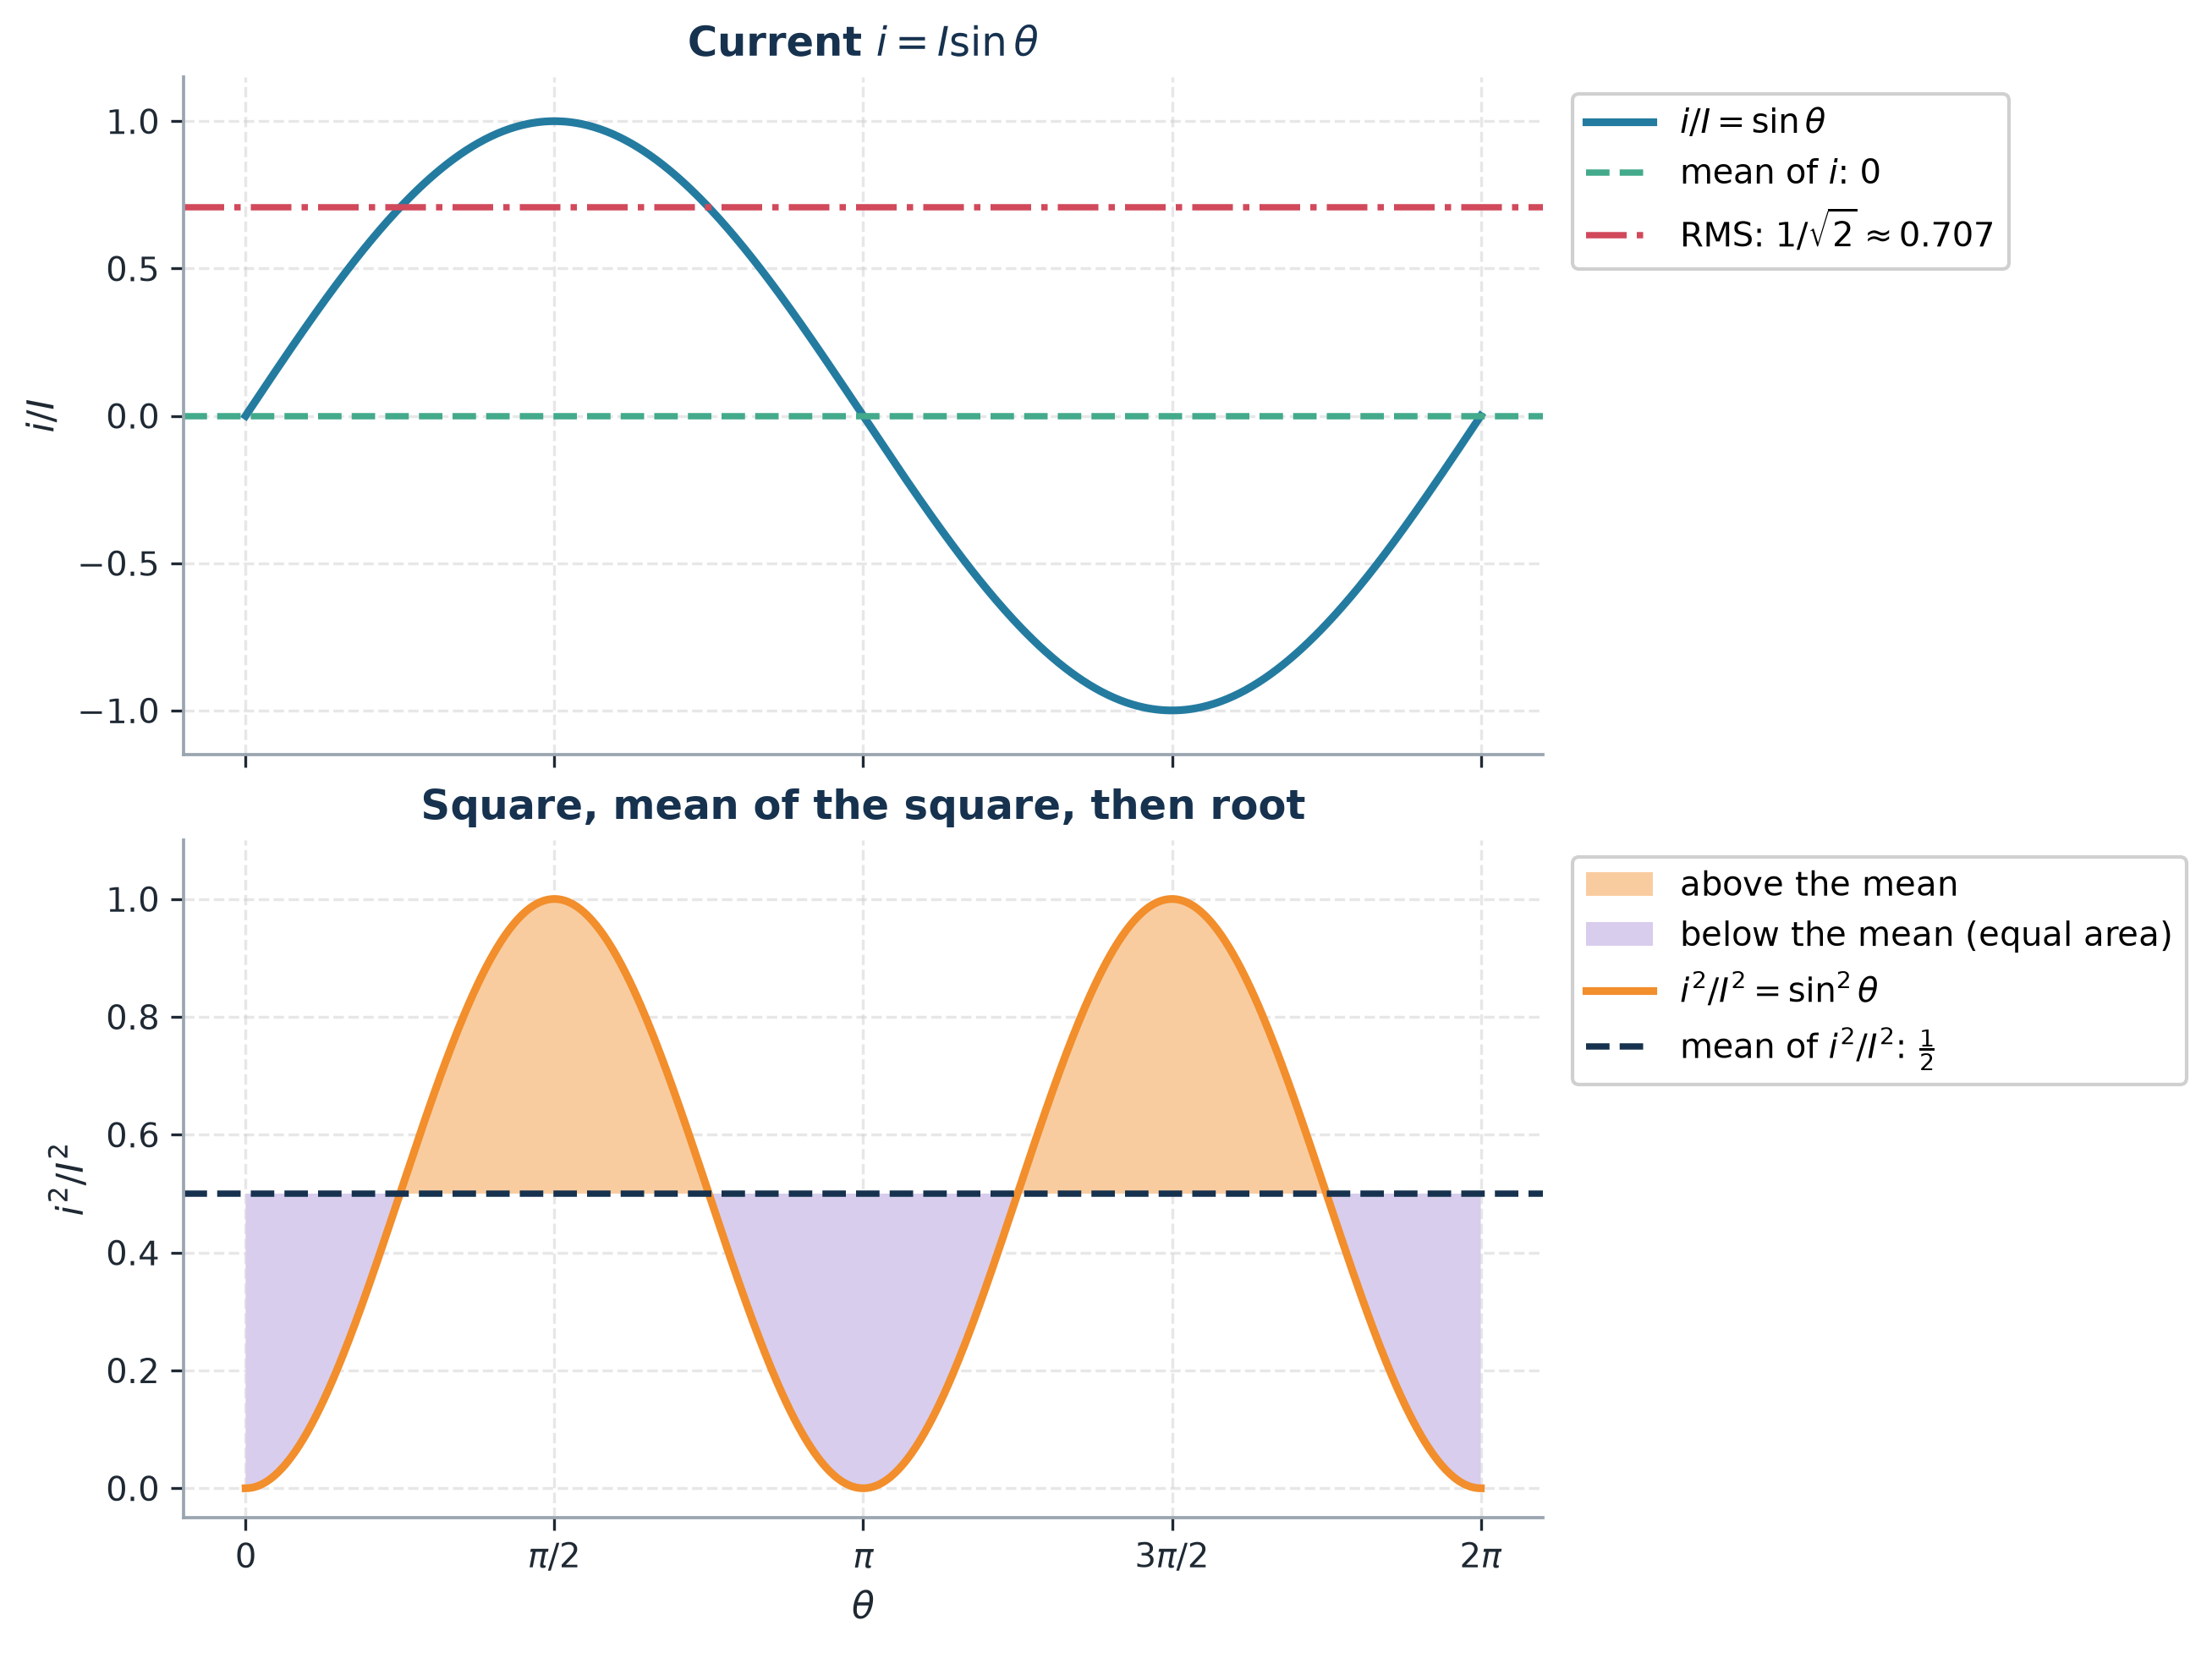 Current i = I sin θ
i/I
1.0
0.5
0.0
−0.5
−1.0
i/I = sin θ
mean of i: 0
RMS: 1/√2 ≈ 0.707
Square, mean of the square, then root
i²/I²
1.0
0.8
0.6
0.4
0.2
0.0
0 π/2 π 3π/2 2π
θ
above the mean
below the mean (equal area)
i²/I² = sin² θ
mean of i²/I²: 1/2